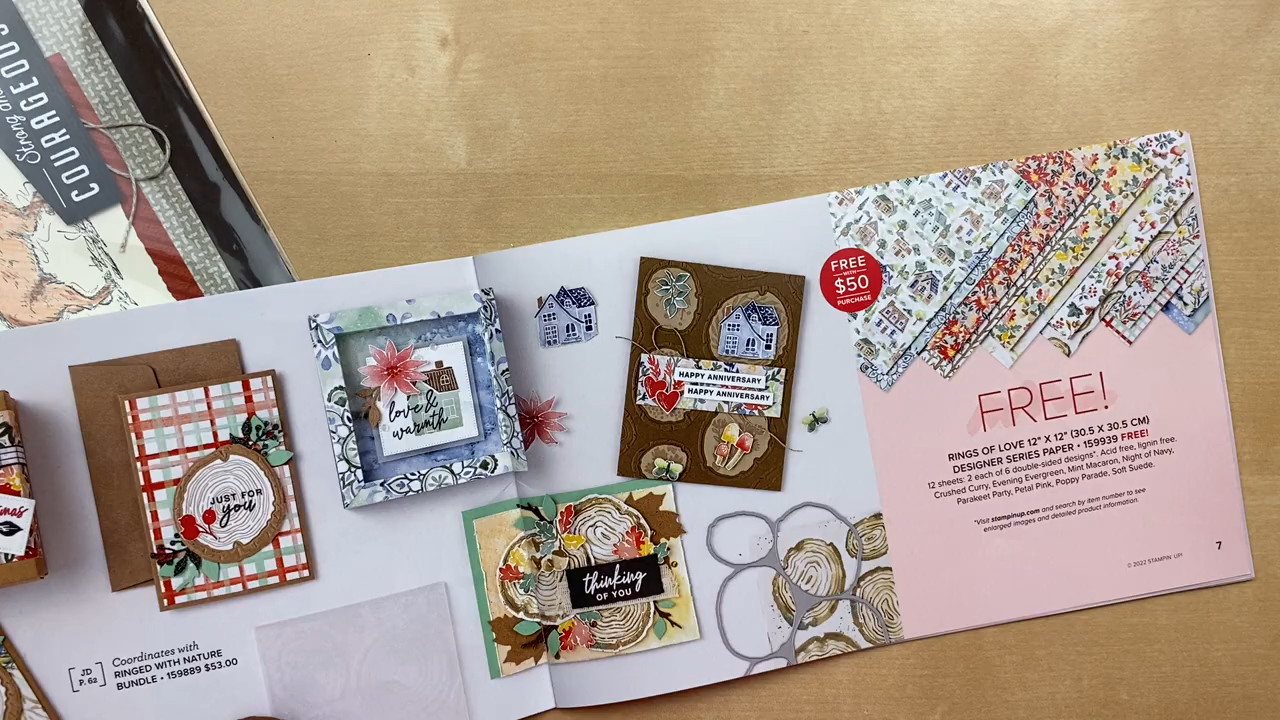 Strong and
COURAGEOUS
JUST FOR
you
love &
warmth
HAPPY ANNIVERSARY
HAPPY ANNIVERSARY
thinking
OF YOU
JD
P. 62
Coordinates with
RINGED WITH NATURE
BUNDLE • 159889 $53.00
FREE
WITH
$50
PURCHASE
FREE!
RINGS OF LOVE 12" X 12" (30.5 X 30.5 CM)
DESIGNER SERIES PAPER • 159939 FREE!
12 sheets: 2 each of 6 double-sided designs*. Acid free, lignin free.
Crushed Curry, Evening Evergreen, Mint Macaron, Night of Navy,
Parakeet Party, Petal Pink, Poppy Parade, Soft Suede.
*Visit stampinup.com and search by item number to see
enlarged images and detailed product information.
© 2022 STAMPIN' UP!
7